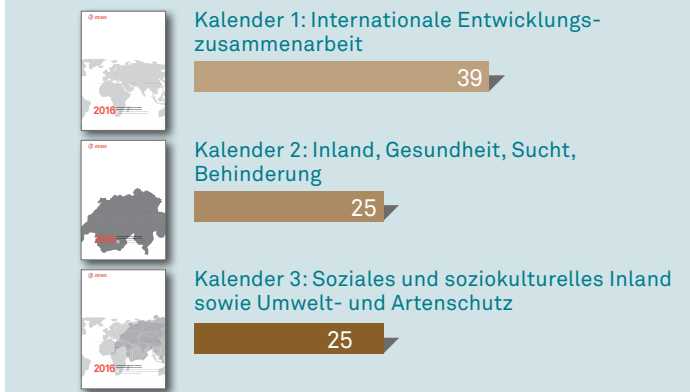 ZEWO
2016
Kalender 1: Internationale Entwicklungs-
zusammenarbeit
39
ZEWO
2016
Kalender 2: Inland, Gesundheit, Sucht,
Behinderung
25
ZEWO
2016
Kalender 3: Soziales und soziokulturelles Inland
sowie Umwelt- und Artenschutz
25